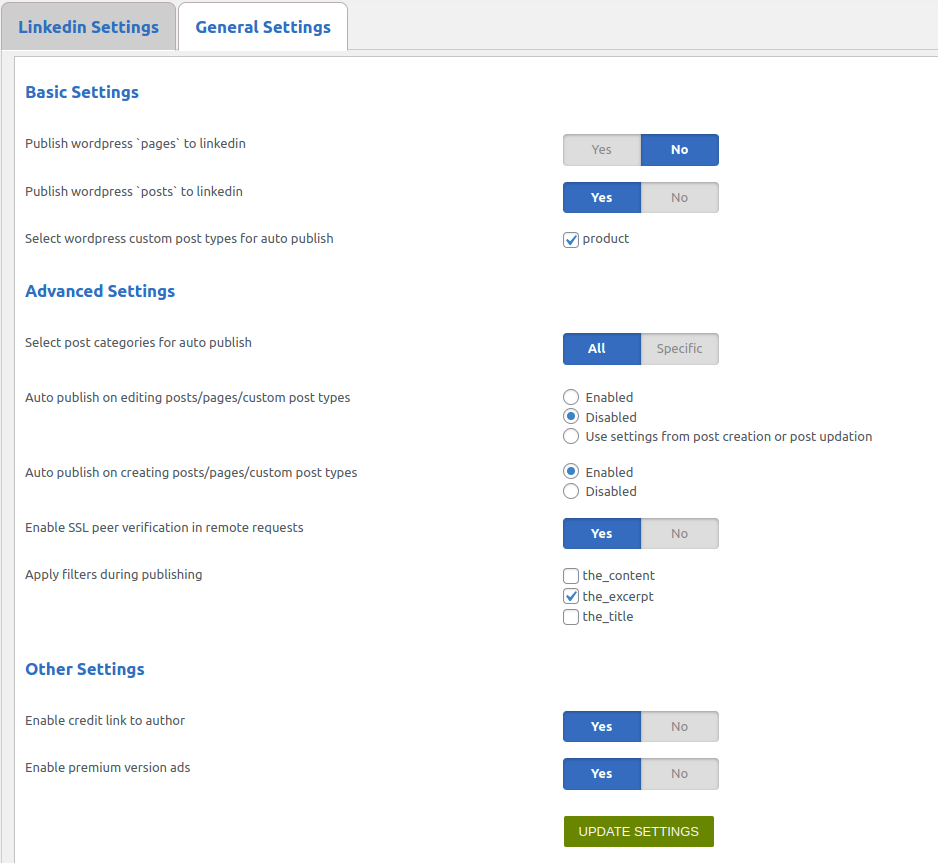 Linkedin Settings General Settings
Basic Settings
Publish wordpress `pages` to linkedin Yes No
Publish wordpress `posts` to linkedin Yes No
Select wordpress custom post types for auto publish product
Advanced Settings
Select post categories for auto publish All Specific
Auto publish on editing posts/pages/custom post types Enabled
Disabled
Use settings from post creation or post updation
Auto publish on creating posts/pages/custom post types Enabled
Disabled
Enable SSL peer verification in remote requests Yes No
Apply filters during publishing the_content
the_excerpt
the_title
Other Settings
Enable credit link to author Yes No
Enable premium version ads Yes No
UPDATE SETTINGS